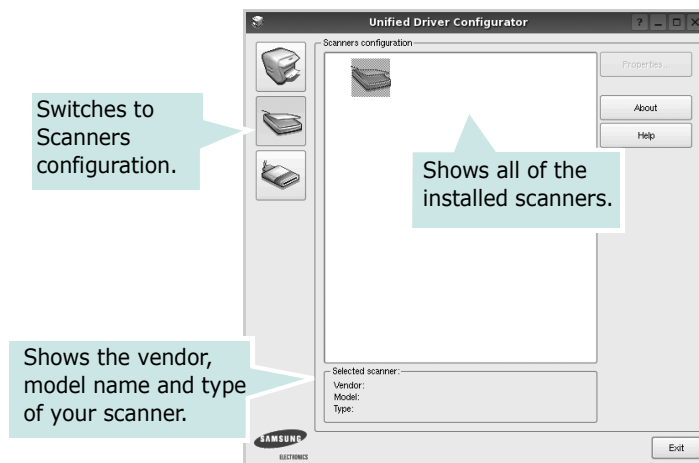 Unified Driver Configurator
Scanners configuration
Properties...
About
Help
Switches to
Scanners
configuration.
Shows all of the
installed scanners.
Shows the vendor,
model name and type
of your scanner.
Selected scanner:
Vendor:
Model:
Type:
SAMSUNG
ELECTRONICS
Exit